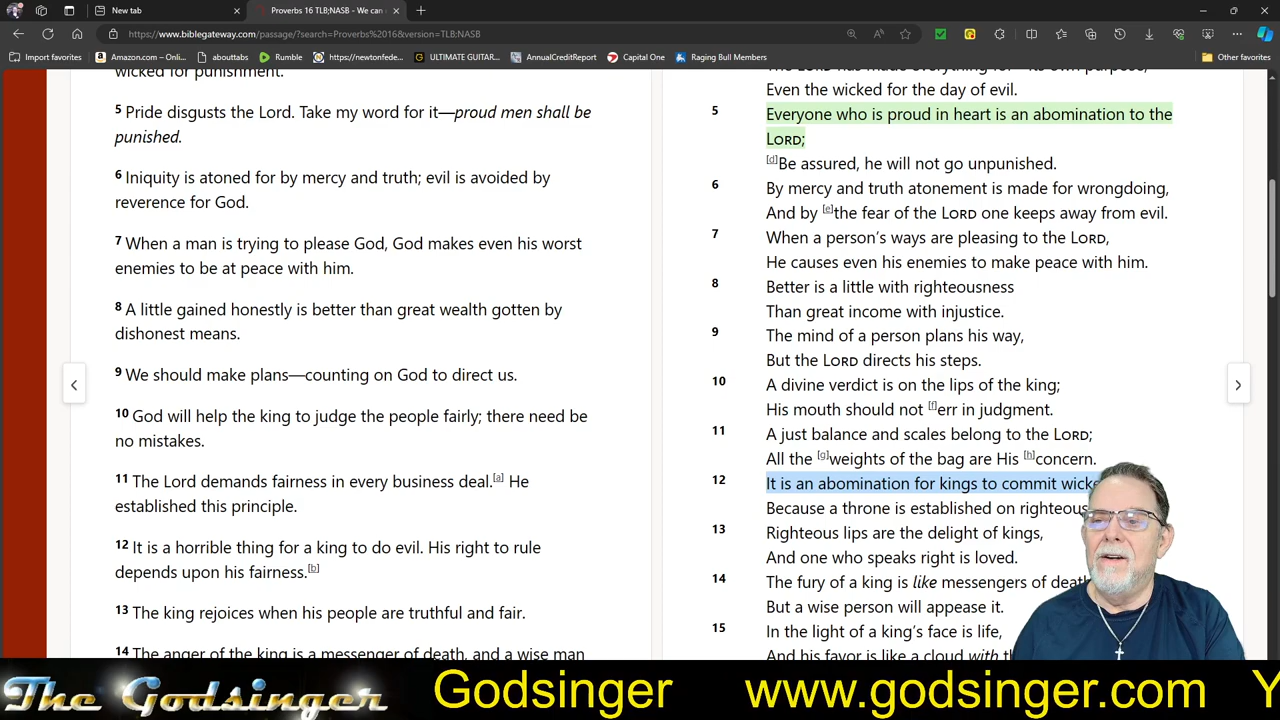 New tab
Proverbs 16 TLB;NASB - We can
https://www.biblegateway.com/passage/?search=Proverbs%2016&version=TLB;NASB
Import favorites
Amazon.com - Onli...
abouttabs
Rumble
https://newtonfede...
ULTIMATE GUITAR...
AnnualCreditReport
Capital One
Raging Bull Members
Other favorites
wicked for punishment.
5 Pride disgusts the Lord. Take my word for it—proud men shall be
punished.
6 Iniquity is atoned for by mercy and truth; evil is avoided by
reverence for God.
7 When a man is trying to please God, God makes even his worst
enemies to be at peace with him.
8 A little gained honestly is better than great wealth gotten by
dishonest means.
9 We should make plans—counting on God to direct us.
10 God will help the king to judge the people fairly; there need be
no mistakes.
11 The Lord demands fairness in every business deal.[a] He
established this principle.
12 It is a horrible thing for a king to do evil. His right to rule
depends upon his fairness.[b]
13 The king rejoices when his people are truthful and fair.
14 The anger of the king is a messenger of death, and a wise man
Even the wicked for the day of evil.
5 Everyone who is proud in heart is an abomination to the
LORD;
[d]Be assured, he will not go unpunished.
6 By mercy and truth atonement is made for wrongdoing,
And by [e]the fear of the LORD one keeps away from evil.
7 When a person's ways are pleasing to the LORD,
He causes even his enemies to make peace with him.
8 Better is a little with righteousness
Than great income with injustice.
9 The mind of a person plans his way,
But the LORD directs his steps.
10 A divine verdict is on the lips of the king;
His mouth should not [f]err in judgment.
11 A just balance and scales belong to the LORD;
All the [g]weights of the bag are His [h]concern.
12 It is an abomination for kings to commit
Because a throne is established on
13 Righteous lips are the delight of kings,
And one who speaks right is loved.
14 The fury of a king is like messengers of death
But a wise person will appease it.
15 In the light of a king's face is life,
And his favor is like a cloud with
The Godsinger
Godsinger www.godsinger.com Y